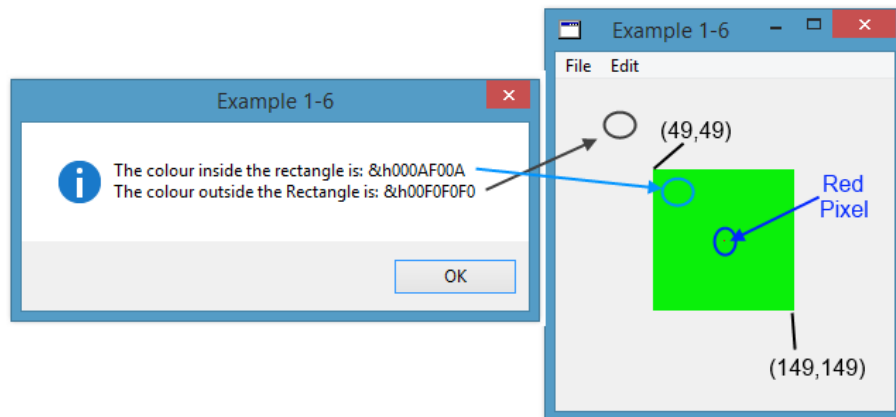 Example 1-6
The colour inside the rectangle is: &h000AF00A
The colour outside the Rectangle is: &h00F0F0F0
OK
Example 1-6
File Edit
(49,49)
Red
Pixel
(149,149)